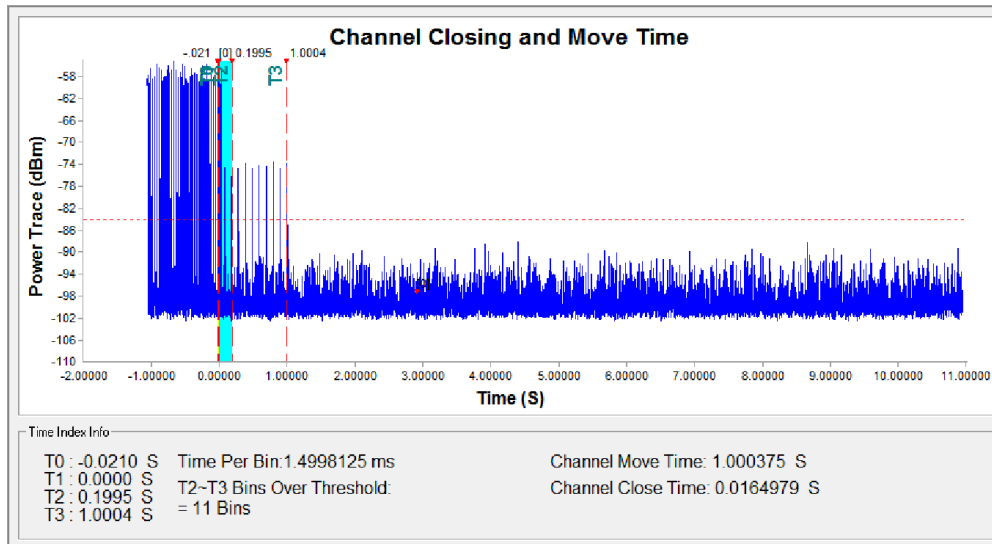 Channel Closing and Move Time
-.021 [0] 0.1995 1.0004
T2 T3
Power Trace (dBm)
-58
-62
-66
-70
-74
-78
-82
-86
-90
-94
-98
-102
-106
-110
-2.00000 -1.00000 0.00000 1.00000 2.00000 3.00000 4.00000 5.00000 6.00000 7.00000 8.00000 9.00000 10.00000 11.00000
Time (S)
Time Index Info
T0 : -0.0210 S
T1 : 0.0000 S
T2 : 0.1995 S
T3 : 1.0004 S
Time Per Bin:1.4998125 ms
T2~T3 Bins Over Threshold:
= 11 Bins
Channel Move Time: 1.000375 S
Channel Close Time: 0.0164979 S